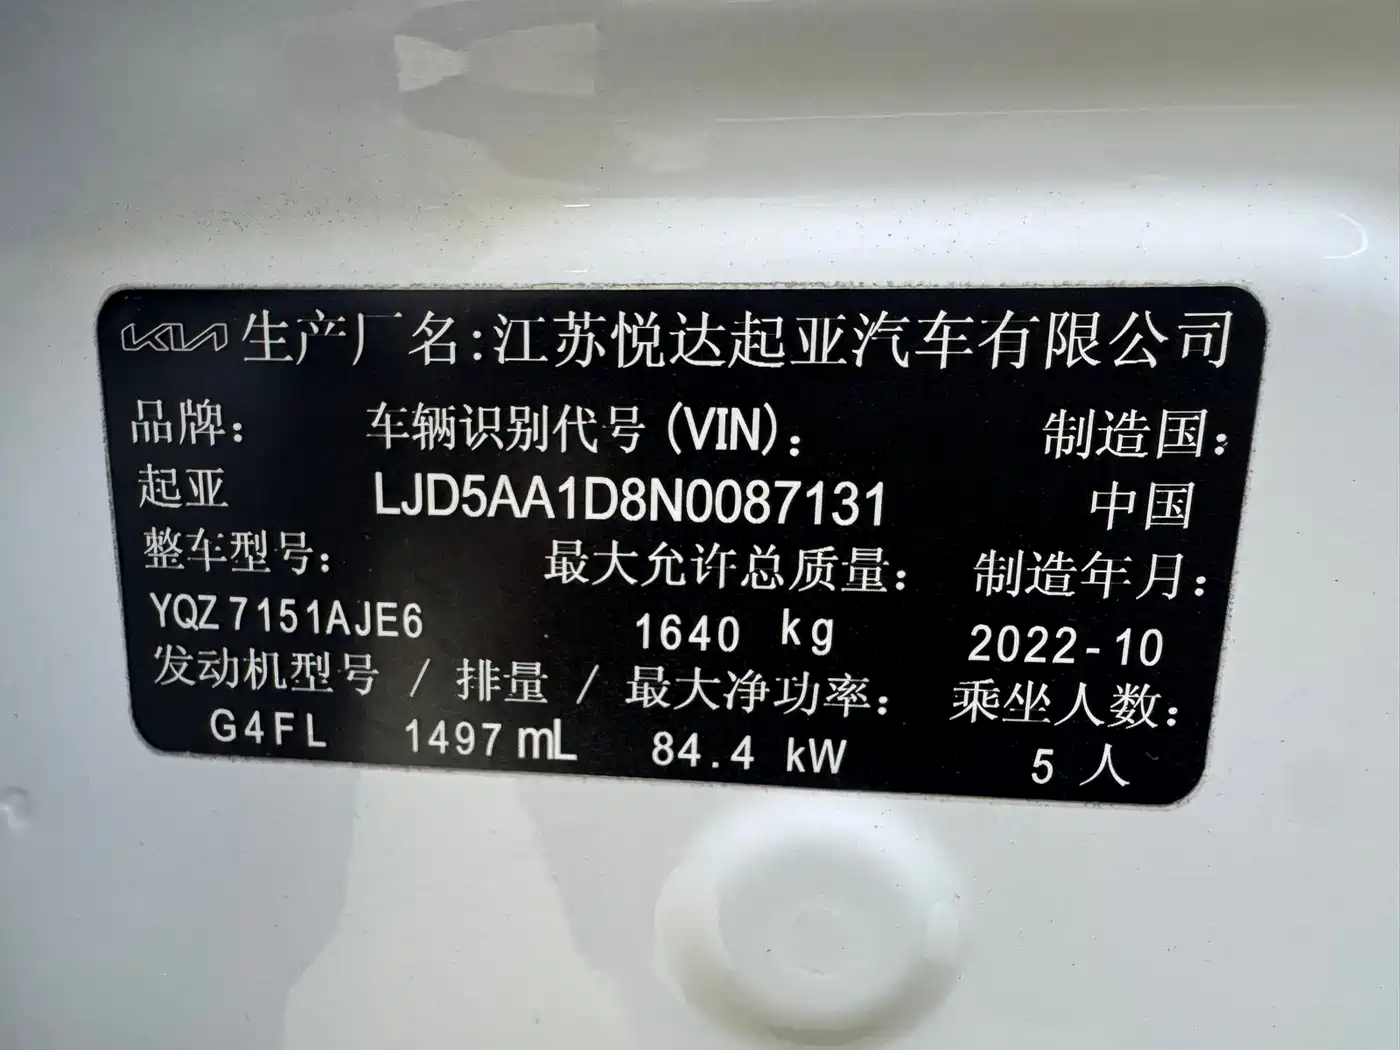 KIA 生产厂名:江苏悦达起亚汽车有限公司
品牌: 车辆识别代号 (VIN): 制造国:
起亚 LJD5AA1D8N0087131 中国
整车型号: 最大允许总质量: 制造年月:
YQZ7151AJE6 1640 kg 2022-10
发动机型号 / 排量 / 最大净功率: 乘坐人数:
G4FL 1497 mL 84.4 kW 5 人